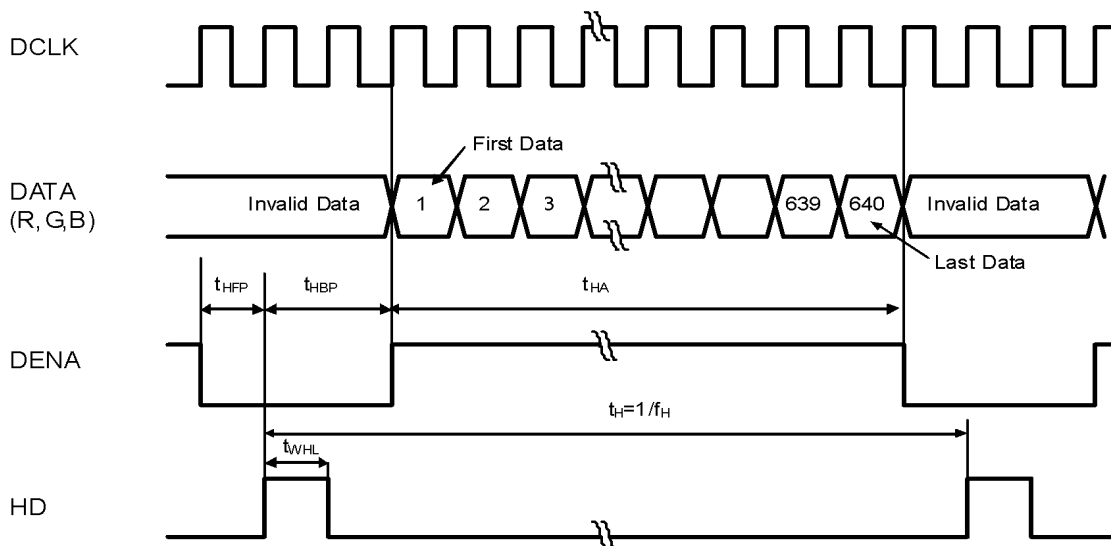 DCLK
First Data
DATA
(R, G,B)
Invalid Data
1
2
3
639
640
Invalid Data
Last Data
tHFP
tHBP
tHA
DENA
tH=1/fH
tWHL
HD